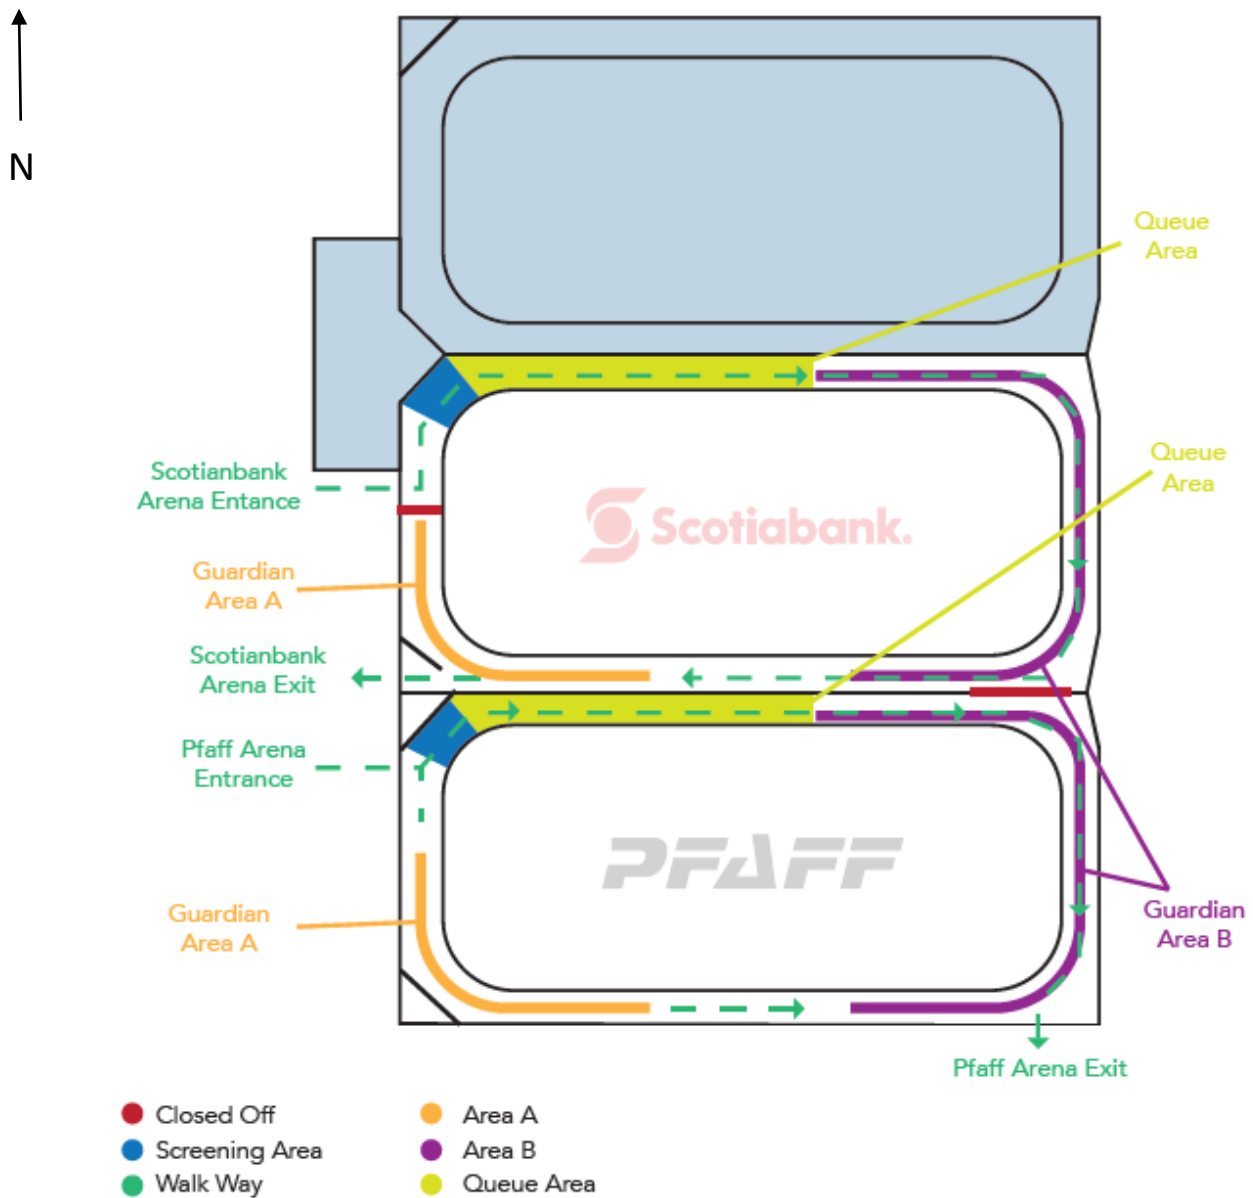 N
Queue
Area
Scotiabank.
Scotianbank
Arena Entance
Queue
Area
Guardian
Area A
Scotianbank
Arena Exit
Pfaff Arena
Entrance
PFAFF
Guardian
Area A
Guardian
Area B
Pfaff Arena Exit
Closed Off
Area A
Screening Area
Area B
Walk Way
Queue Area